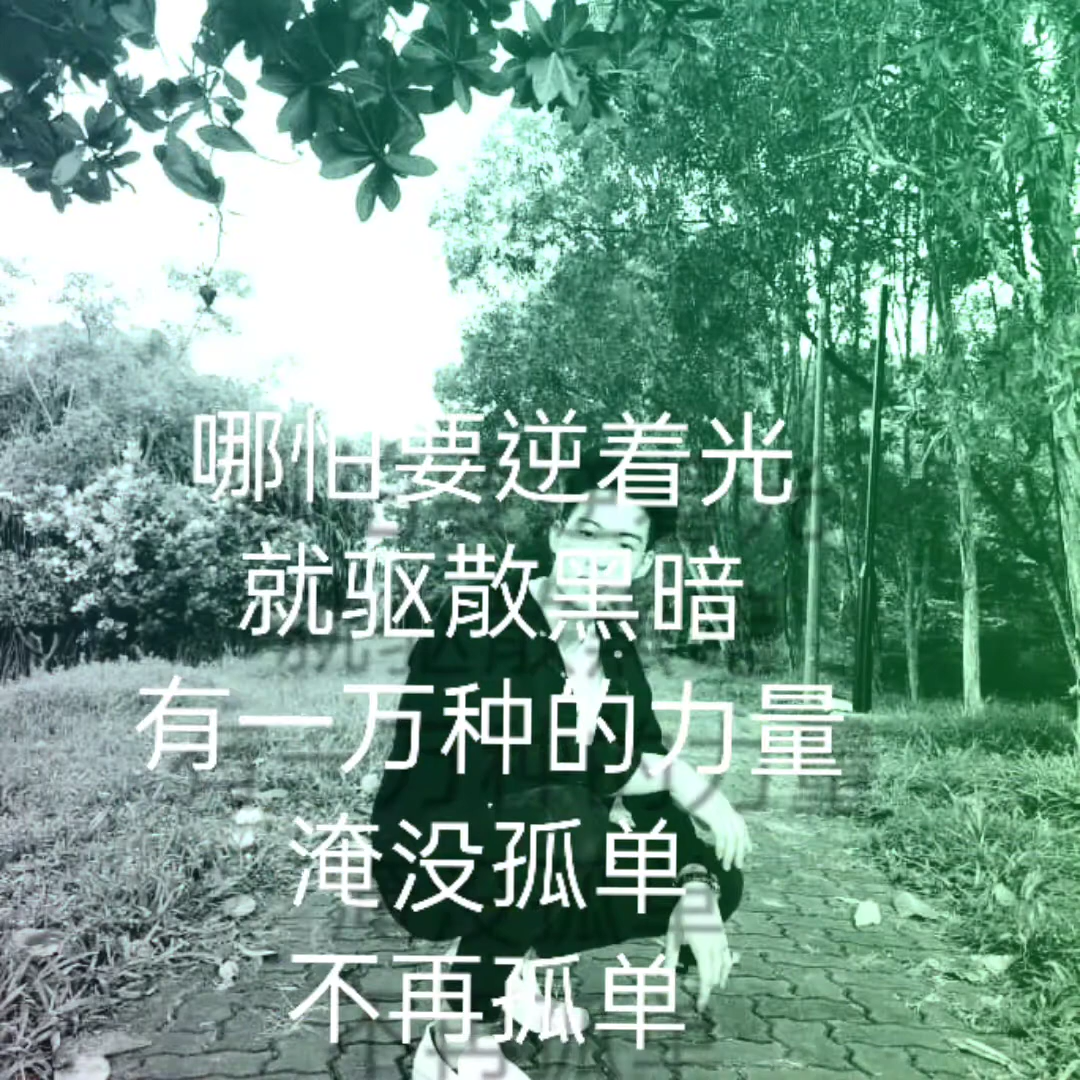 哪怕要逆着光
就驱散黑暗
有一万种的力量
淹没孤单
不再孤单